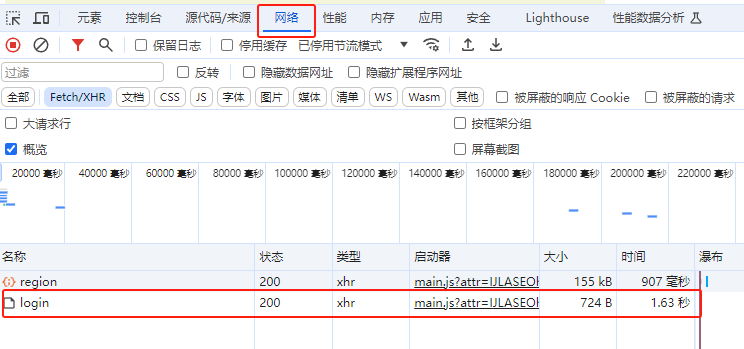 元素 控制台 源代码/来源 网络 性能 内存 应用 安全 Lighthouse 性能数据分析
保留日志 停用缓存 已停用节流模式
过滤 反转 隐藏数据网址 隐藏扩展程序网址
全部 Fetch/XHR 文档 CSS JS 字体 图片 媒体 清单 WS Wasm 其他 被屏蔽的响应 Cookie 被屏蔽的请求
大请求行 按框架分组
概览 屏幕截图
20000 毫秒 40000 毫秒 60000 毫秒 80000 毫秒 100000 毫秒 120000 毫秒 140000 毫秒 160000 毫秒 180000 毫秒 200000 毫秒 220000 毫秒
名称 状态 类型 启动器 大小 时间 瀑布
region 200 xhr main.js?attr=IJLASEOh 155 kB 907 毫秒
login 200 xhr main.js?attr=IJLASEOh 724 B 1.63 秒